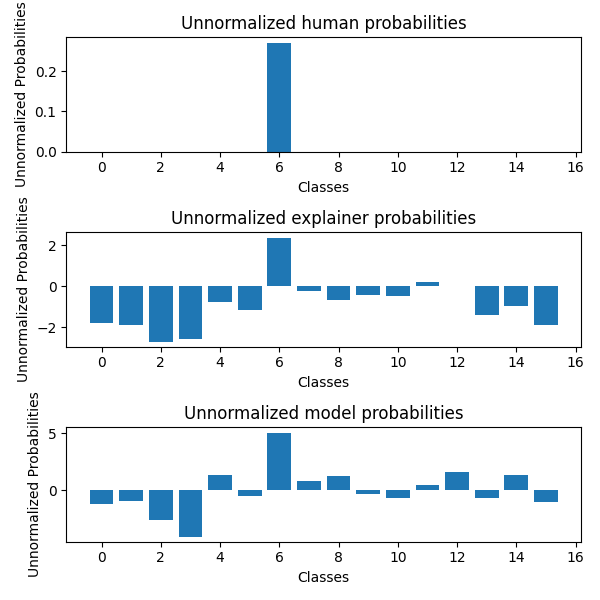 Unnormalized human probabilities
Unnormalized Probabilities
0.2
0.1
0.0
0 2 4 6 8 10 12 14 16
Classes
Unnormalized explainer probabilities
Unnormalized Probabilities
2
0
−2
0 2 4 6 8 10 12 14 16
Classes
Unnormalized model probabilities
Unnormalized Probabilities
5
0
0 2 4 6 8 10 12 14 16
Classes